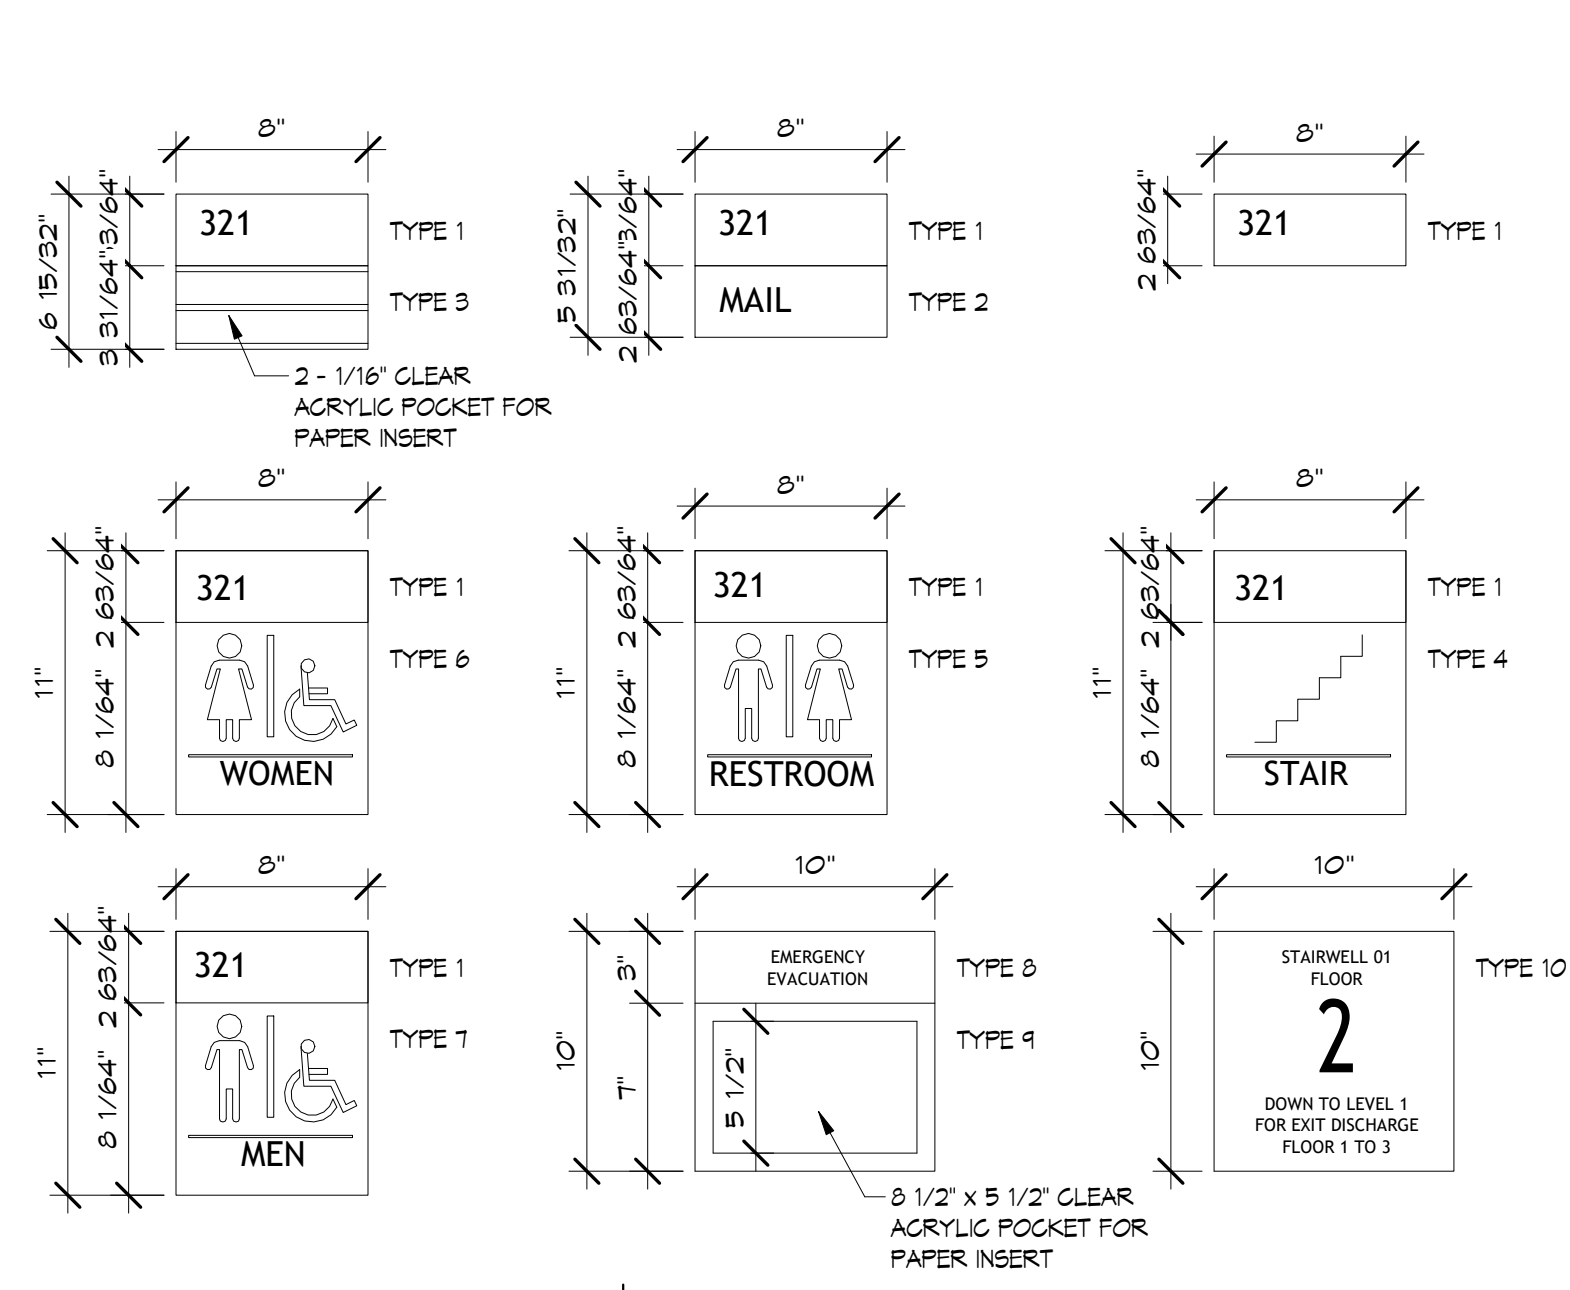 8"
8"
8"
6 15/32"
3/64"
3 31/64"
321
TYPE 1
TYPE 3
2 - 1/16" CLEAR
ACRYLIC POCKET FOR
PAPER INSERT
5 31/32"
3/64"
2 63/64"
321
TYPE 1
MAIL
TYPE 2
2 63/64"
321
TYPE 1
8"
8"
8"
11"
2 63/64"
8 1/64"
321
TYPE 1
TYPE 6
WOMEN
11"
2 63/64"
8 1/64"
321
TYPE 1
TYPE 5
RESTROOM
11"
2 63/64"
8 1/64"
321
TYPE 1
TYPE 4
STAIR
8"
10"
10"
11"
2 63/64"
8 1/64"
321
TYPE 1
TYPE 7
MEN
10"
3"
7"
5 1/2"
EMERGENCY
EVACUATION
TYPE 8
TYPE 9
8 1/2" X 5 1/2" CLEAR
ACRYLIC POCKET FOR
PAPER INSERT
10"
STAIRWELL 01
FLOOR
2
DOWN TO LEVEL 1
FOR EXIT DISCHARGE
FLOOR 1 TO 3
TYPE 10